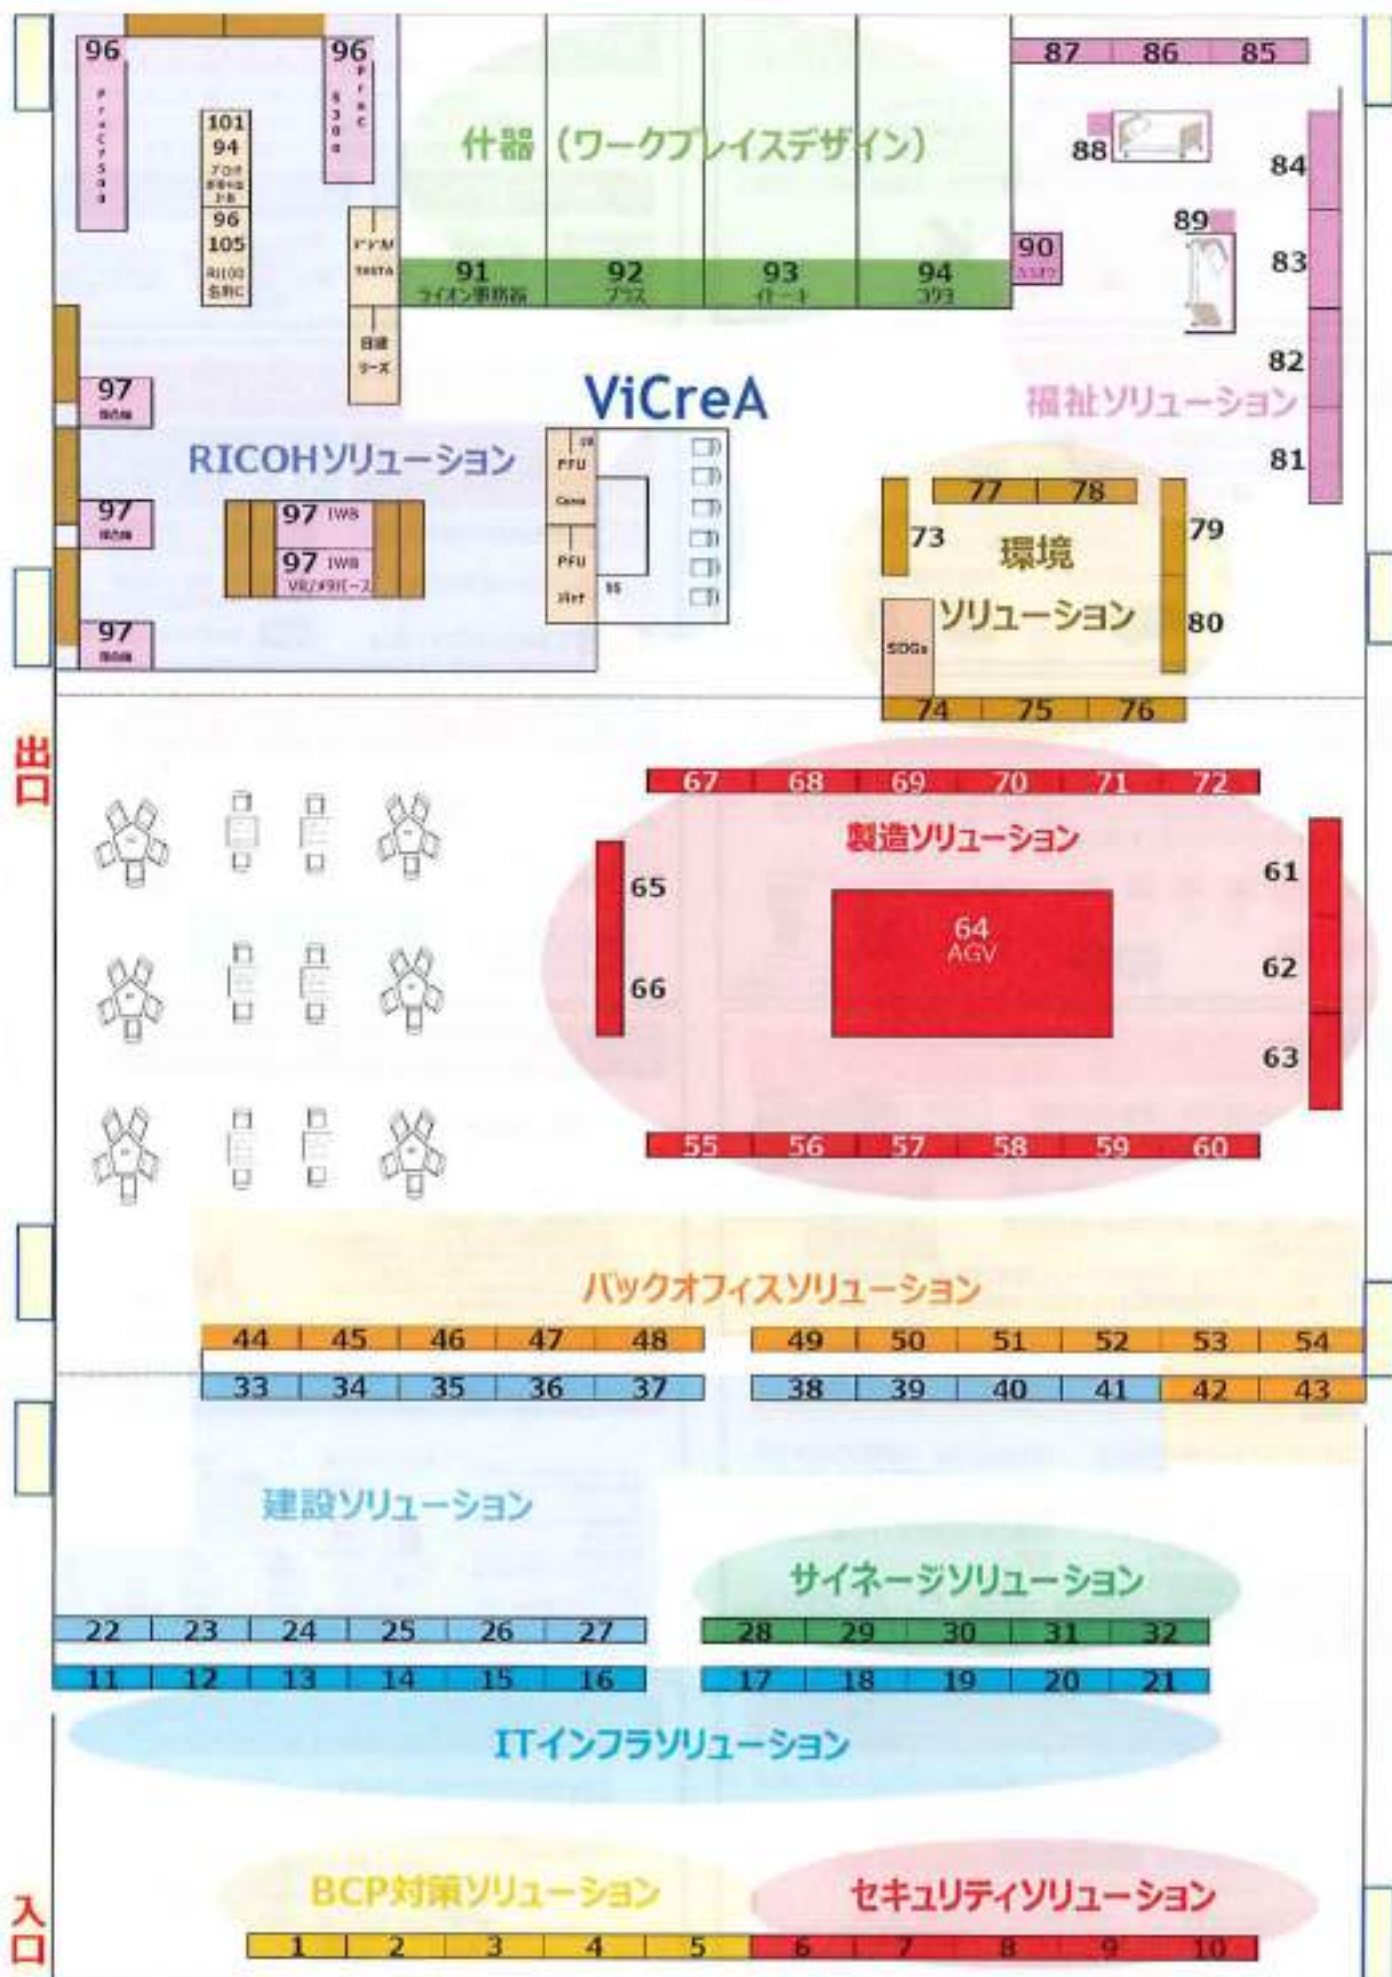 96
96
87 86 85
101
94
什器（ワークプレイスデザイン）
88
84
96
105
RJ100
名刺C
89
90
83
91 92 93 94
ライオン事務器 プラス イトーキ コクヨ
日建
リース
82
97
ViCreA
福祉ソリューション
RICOHソリューション
PFU
81
77 78
97
97 IWB
73
79
環境
97 IWB
PFU
ソリューション
80
97
SDGs
74 75 76
出口
67 68 69 70 71 72
製造ソリューション
61
65
64
AGV
62
66
63
55 56 57 58 59 60
バックオフィスソリューション
44 45 46 47 48 49 50 51 52 53 54
33 34 35 36 37 38 39 40 41 42 43
建設ソリューション
サイネージソリューション
22 23 24 25 26 27 28 29 30 31 32
11 12 13 14 15 16 17 18 19 20 21
ITインフラソリューション
BCP対策ソリューション セキュリティソリューション
入口
1 2 3 4 5 6 7 8 9 10